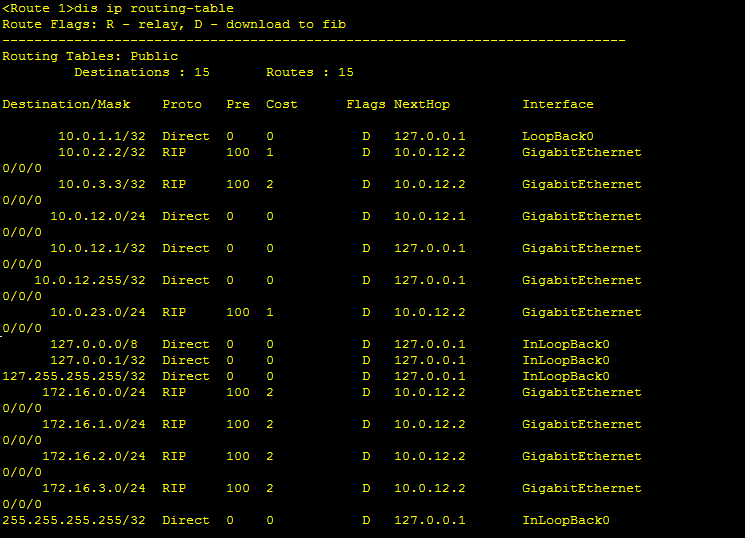 <Route 1>dis ip routing-table
Route Flags: R - relay, D - download to fib
------------------------------------------------------------------------------
Routing Tables: Public
         Destinations : 15       Routes : 15

Destination/Mask    Proto  Pre  Cost      Flags NextHop         Interface

       10.0.1.1/32  Direct  0    0           D   127.0.0.1       LoopBack0
       10.0.2.2/32  RIP     100  1           D   10.0.12.2       GigabitEthernet
0/0/0
       10.0.3.3/32  RIP     100  2           D   10.0.12.2       GigabitEthernet
0/0/0
      10.0.12.0/24  Direct  0    0           D   10.0.12.1       GigabitEthernet
0/0/0
      10.0.12.1/32  Direct  0    0           D   127.0.0.1       GigabitEthernet
0/0/0
    10.0.12.255/32  Direct  0    0           D   127.0.0.1       GigabitEthernet
0/0/0
      10.0.23.0/24  RIP     100  1           D   10.0.12.2       GigabitEthernet
0/0/0
      127.0.0.0/8   Direct  0    0           D   127.0.0.1       InLoopBack0
      127.0.0.1/32  Direct  0    0           D   127.0.0.1       InLoopBack0
127.255.255.255/32  Direct  0    0           D   127.0.0.1       InLoopBack0
     172.16.0.0/24  RIP     100  2           D   10.0.12.2       GigabitEthernet
0/0/0
     172.16.1.0/24  RIP     100  2           D   10.0.12.2       GigabitEthernet
0/0/0
     172.16.2.0/24  RIP     100  2           D   10.0.12.2       GigabitEthernet
0/0/0
     172.16.3.0/24  RIP     100  2           D   10.0.12.2       GigabitEthernet
0/0/0
255.255.255.255/32  Direct  0    0           D   127.0.0.1       InLoopBack0